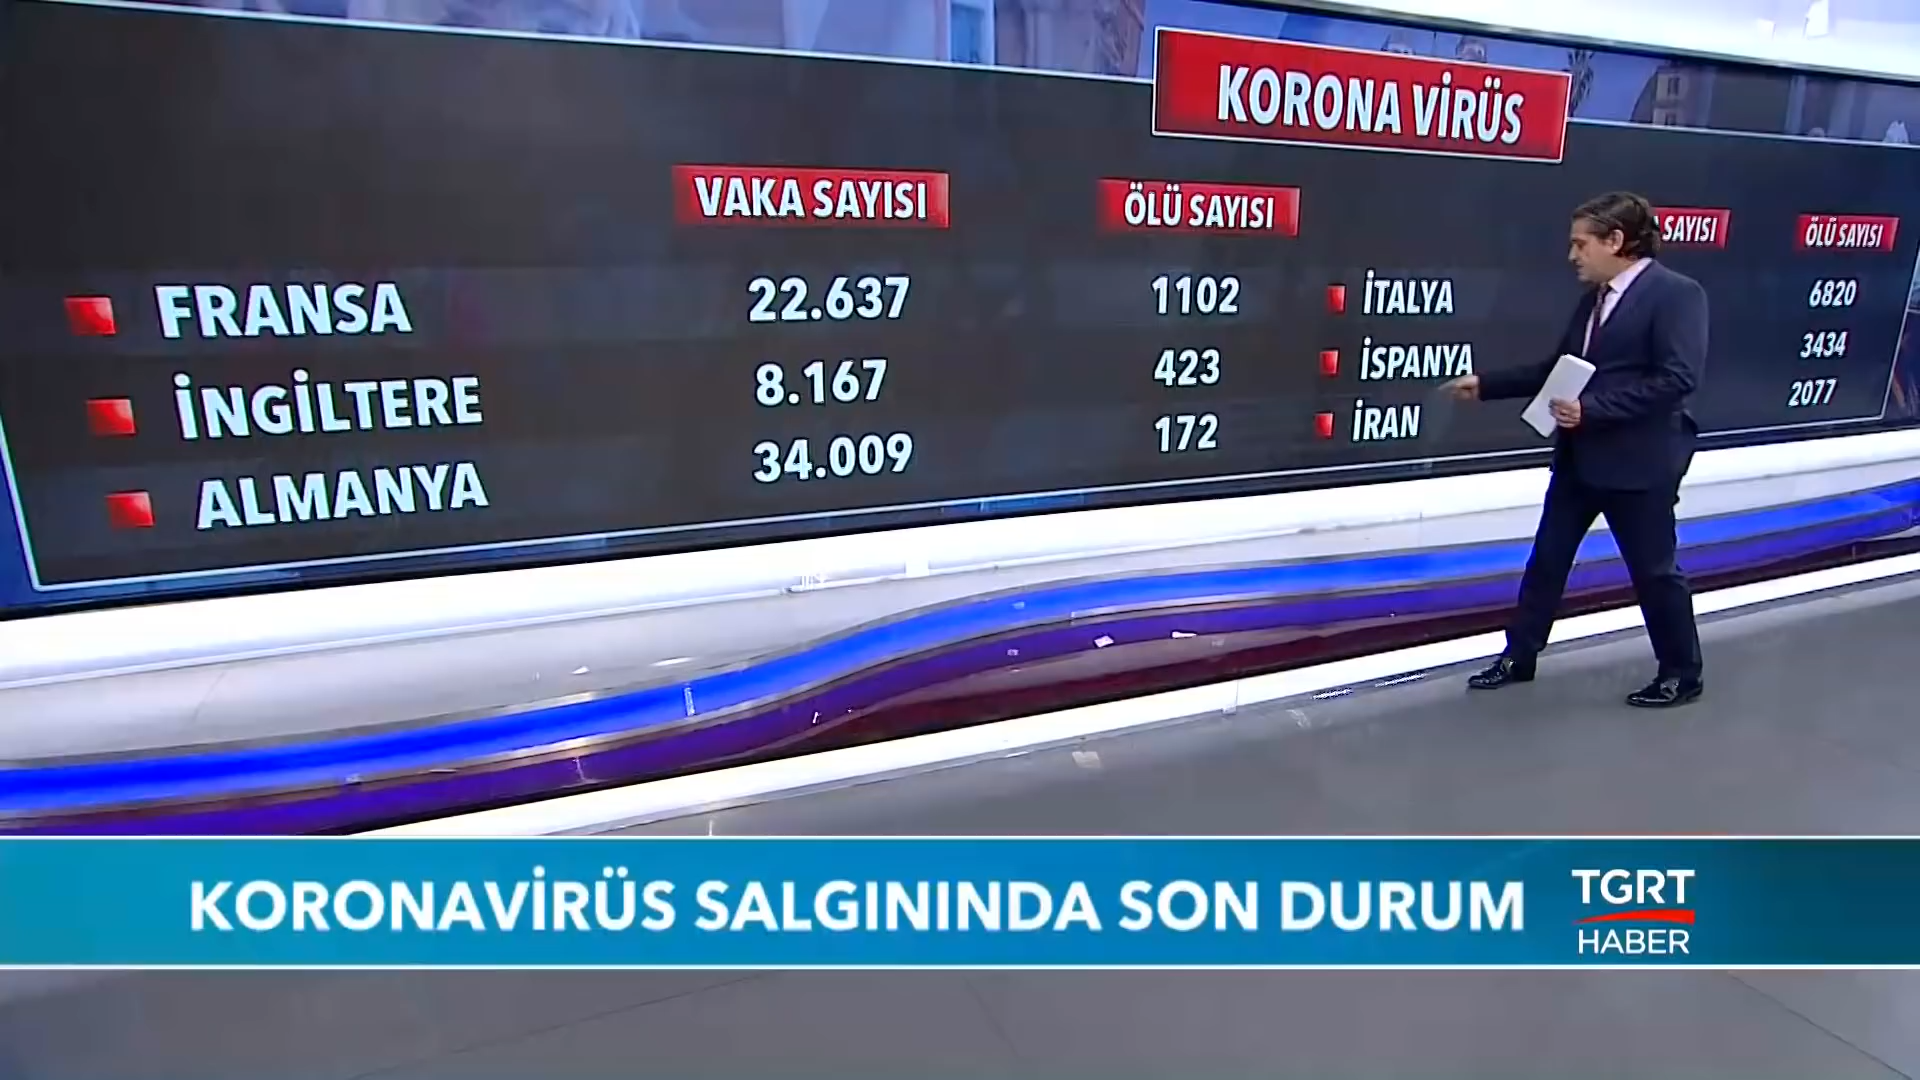 KORONA VİRÜS
VAKA SAYISI
ÖLÜ SAYISI
FRANSA 22.637 1102
İNGİLTERE 8.167 423
ALMANYA 34.009 172
SAYISI
ÖLÜ SAYISI
İTALYA 6820
İSPANYA 3434
İRAN 2077
KORONAVİRÜS SALGININDA SON DURUM
TGRT
HABER